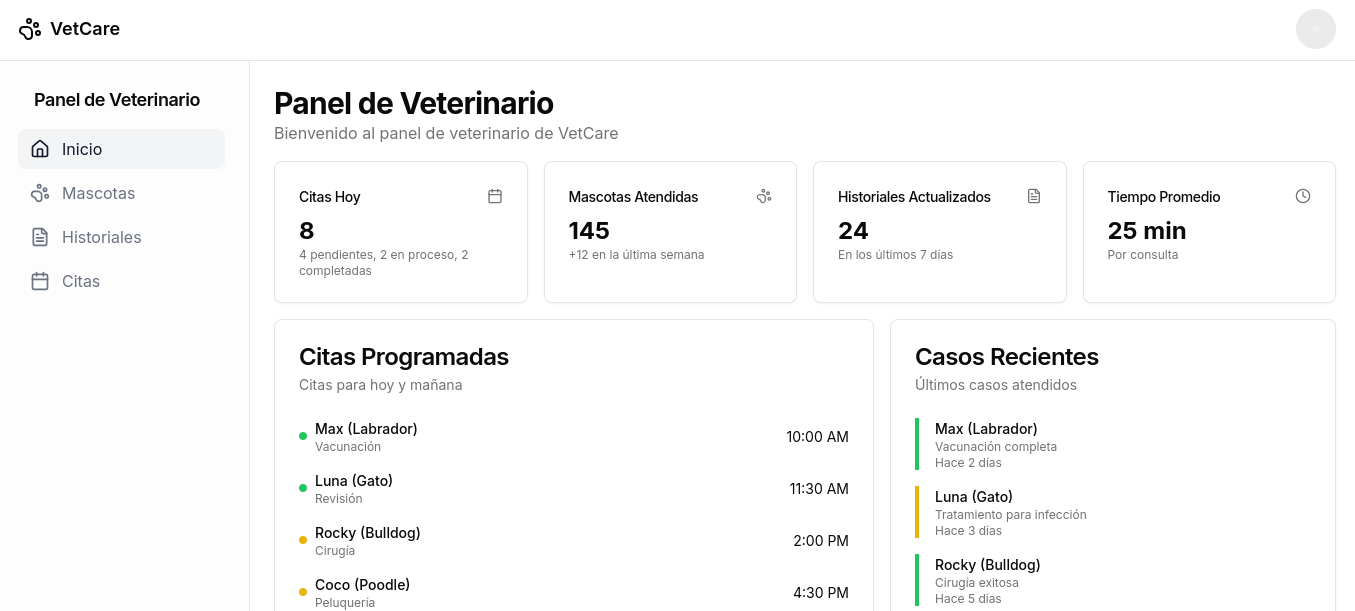 VetCare
Panel de Veterinario
Inicio
Mascotas
Historiales
Citas
Panel de Veterinario
Bienvenido al panel de veterinario de VetCare
Citas Hoy
8
4 pendientes, 2 en proceso, 2
completadas
Mascotas Atendidas
145
+12 en la última semana
Historiales Actualizados
24
En los últimos 7 días
Tiempo Promedio
25 min
Por consulta
Citas Programadas
Citas para hoy y mañana
Max (Labrador)
Vacunación
10:00 AM
Luna (Gato)
Revisión
11:30 AM
Rocky (Bulldog)
Cirugía
2:00 PM
Coco (Poodle)
Peluquería
4:30 PM
Casos Recientes
Últimos casos atendidos
Max (Labrador)
Vacunación completa
Hace 2 días
Luna (Gato)
Tratamiento para infección
Hace 3 días
Rocky (Bulldog)
Cirugía exitosa
Hace 5 días